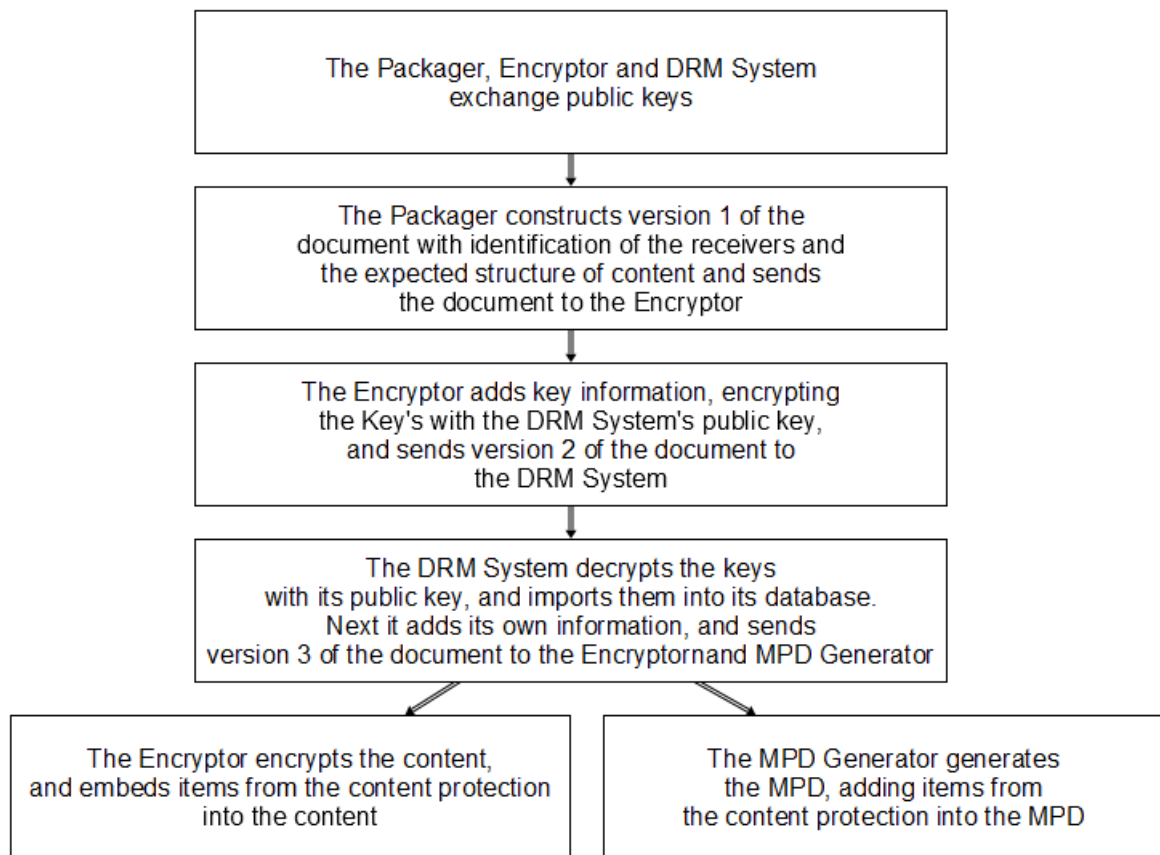 The Packager, Encryptor and DRM System
exchange public keys
The Packager constructs version 1 of the
document with identification of the receivers and
the expected structure of content and sends
the document to the Encryptor
The Encryptor adds key information, encrypting
the Key's with the DRM System's public key,
and sends version 2 of the document to
the DRM System
The DRM System decrypts the keys
with its public key, and imports them into its database.
Next it adds its own information, and sends
version 3 of the document to the Encryptornand MPD Generator
The Encryptor encrypts the content,
and embeds items from the content protection
into the content
The MPD Generator generates
the MPD, adding items from
the content protection into the MPD